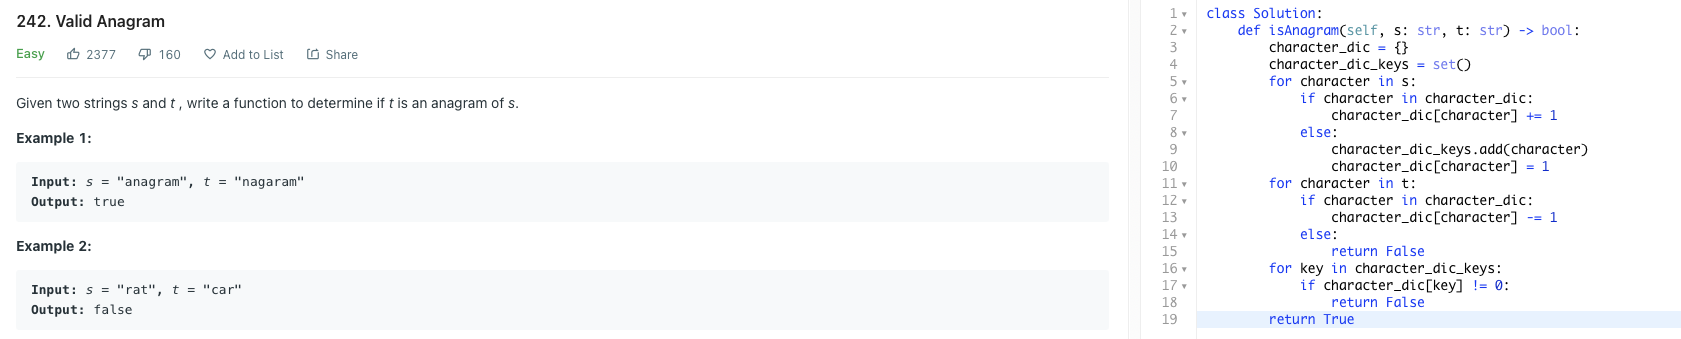 242. Valid Anagram
Easy 2377 160 Add to List Share
Given two strings s and t , write a function to determine if t is an anagram of s.
Example 1:
Input: s = "anagram", t = "nagaram"
Output: true
Example 2:
Input: s = "rat", t = "car"
Output: false
1 class Solution:
2     def isAnagram(self, s: str, t: str) -> bool:
3         character_dic = {}
4         character_dic_keys = set()
5         for character in s:
6             if character in character_dic:
7                 character_dic[character] += 1
8             else:
9                 character_dic_keys.add(character)
10                 character_dic[character] = 1
11         for character in t:
12             if character in character_dic:
13                 character_dic[character] -= 1
14             else:
15                 return False
16         for key in character_dic_keys:
17             if character_dic[key] != 0:
18                 return False
19         return True